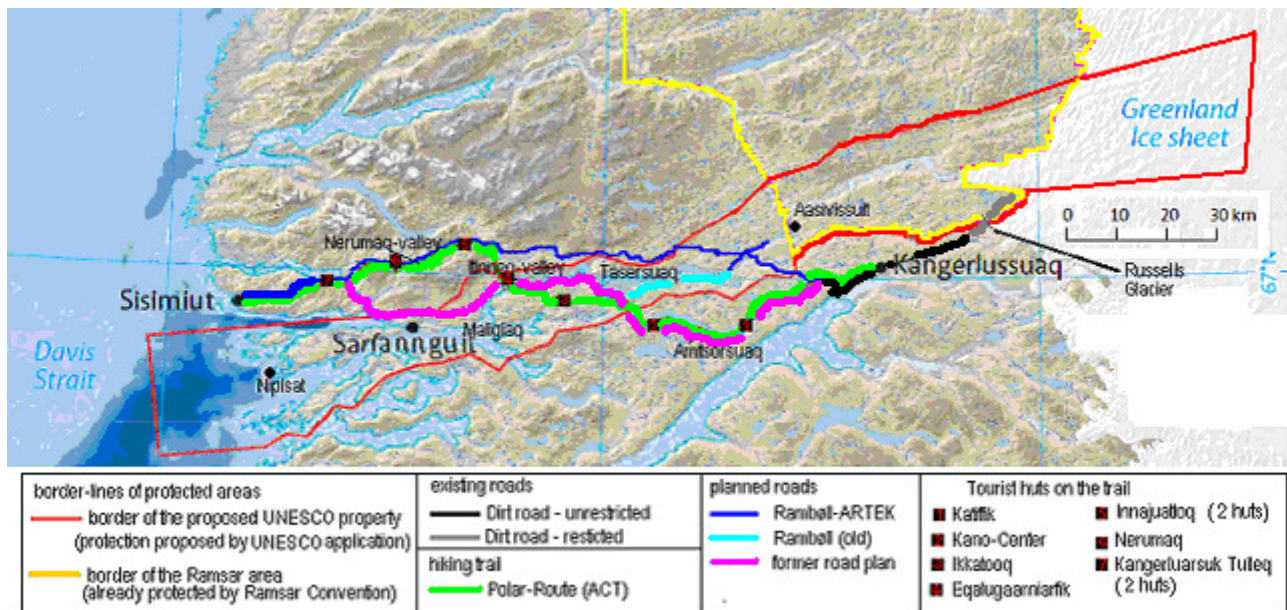 Greenland
Ice sheet
Aasivissuit
0 10 20 30 km
Nerumaq-valley
-valley
Tasersuaq
Kangerlussuaq
Russells
Glacier
67°N
Sisimiut
Maligiaq
Sarfannguit
Amitsorsuaq
Davis
Strait
Nipisat
border-lines of protected areas
border of the proposed UNESCO property
(protection proposed by UNESCO application)
border of the Ramsar area
(already protected by Ramsar Convention)
existing roads
Dirt road - unrestricted
Dirt road - resticted
hiking trail
Polar-Route (ACT)
planned roads
Rambøll-ARTEK
Rambøll (old)
former road plan
Tourist huts on the trail
Katiffik
Kano-Center
Ikkatooq
Eqalugaarniarfik
Innajuattoq (2 huts)
Nerumaq
Kangerluarsuk Tulleq
(2 huts)